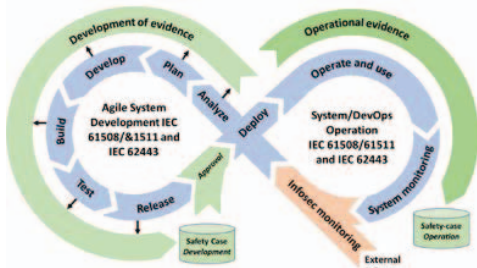 Development of evidence
Operational evidence
Plan
Develop
Build
Test
Release
Approval
Analyze
Deploy
Operate and use
System monitoring
Infosec monitoring
External
Agile System
Development IEC
61508/&1511 and
IEC 62443
System/DevOps
Operation
IEC 61508/61511
and IEC 62443
Safety Case
Development
Safety-case
Operation